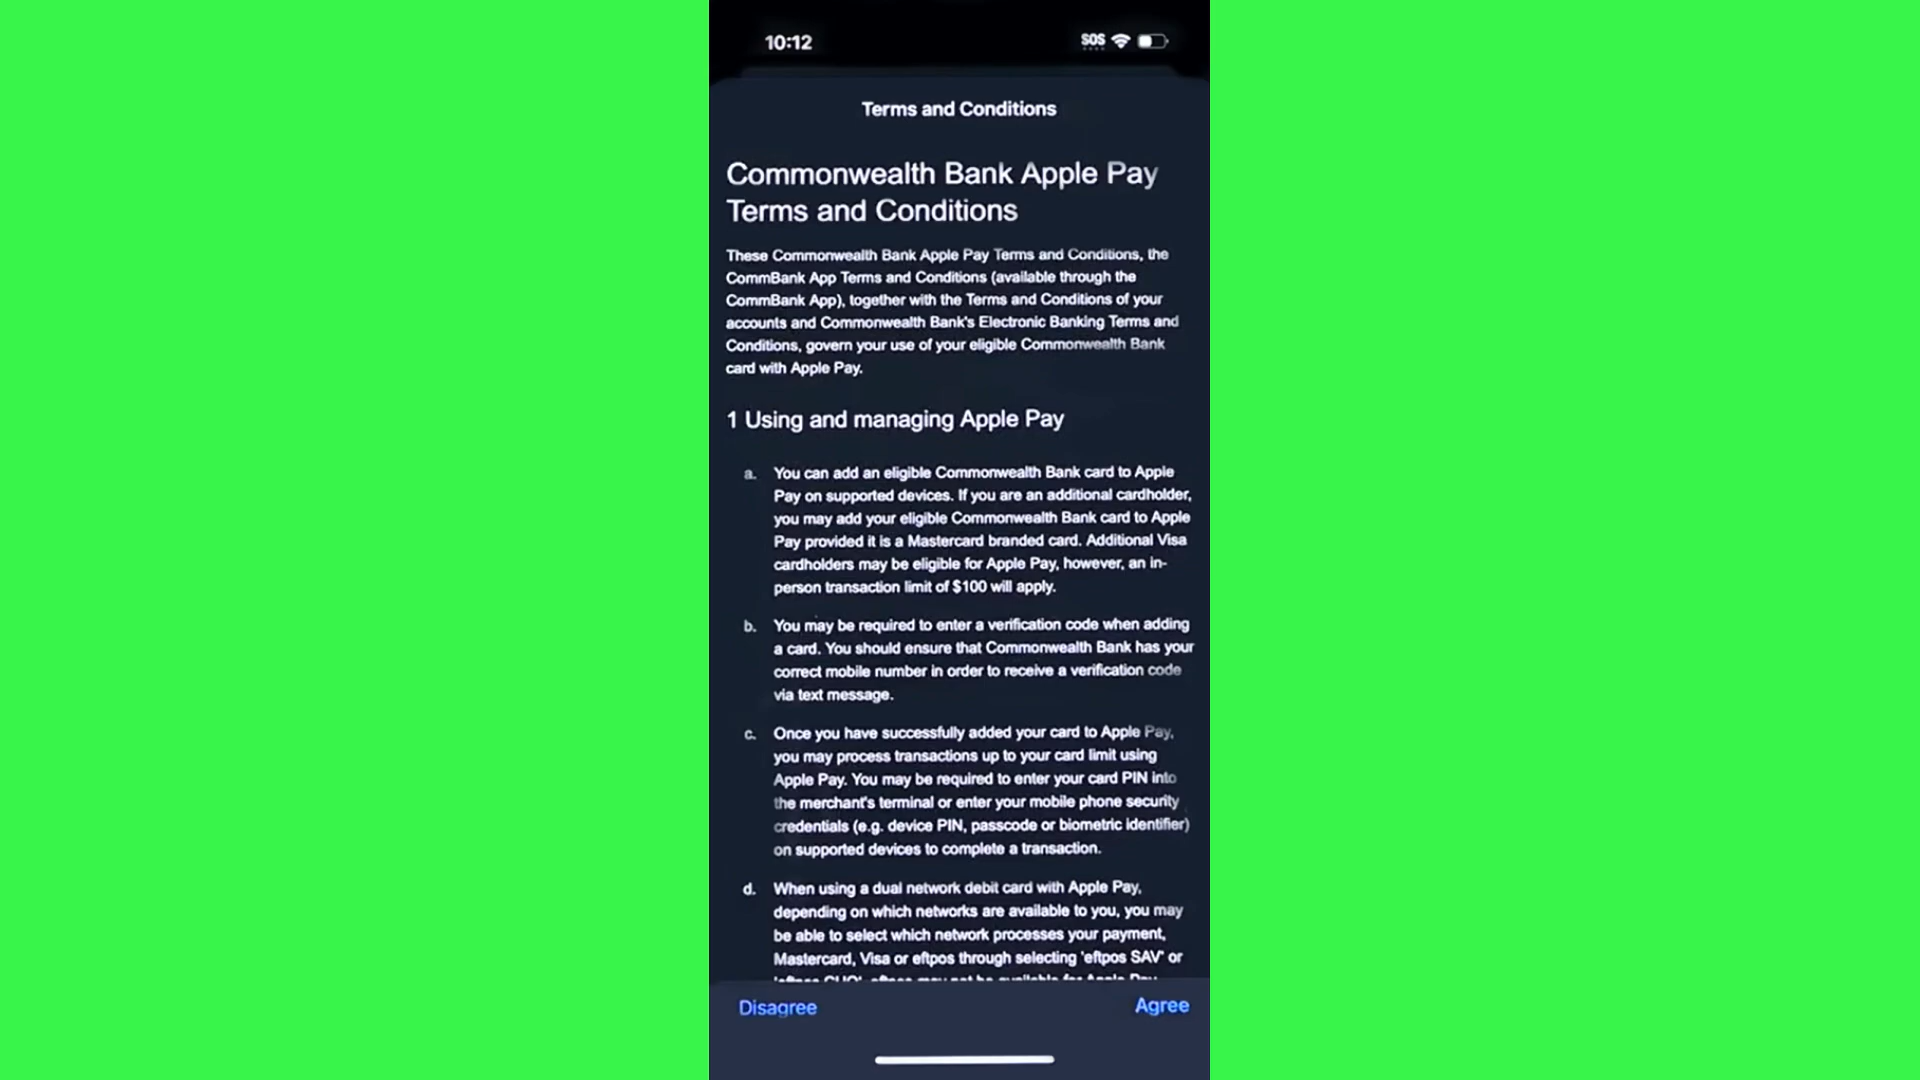 10:12
SOS
Terms and Conditions
Commonwealth Bank Apple Pay
Terms and Conditions
These Commonwealth Bank Apple Pay Terms and Conditions, the
CommBank App Terms and Conditions (available through the
CommBank App), together with the Terms and Conditions of your
accounts and Commonwealth Bank's Electronic Banking Terms and
Conditions, govern your use of your eligible Commonwealth Bank
card with Apple Pay.
1 Using and managing Apple Pay
a. You can add an eligible Commonwealth Bank card to Apple
Pay on supported devices. If you are an additional cardholder,
you may add your eligible Commonwealth Bank card to Apple
Pay provided it is a Mastercard branded card. Additional Visa
cardholders may be eligible for Apple Pay, however, an in-
person transaction limit of $100 will apply.
b. You may be required to enter a verification code when adding
a card. You should ensure that Commonwealth Bank has your
correct mobile number in order to receive a verification code
via text message.
c. Once you have successfully added your card to Apple Pay,
you may process transactions up to your card limit using
Apple Pay. You may be required to enter your card PIN into
the merchant's terminal or enter your mobile phone security
credentials (e.g. device PIN, passcode or biometric identifier)
on supported devices to complete a transaction.
d. When using a dual network debit card with Apple Pay,
depending on which networks are available to you, you may
be able to select which network processes your payment,
Mastercard, Visa or eftpos through selecting 'eftpos SAV' or
'eftpos CHQ'. eftpos may not be available for Apple Pay
Disagree
Agree